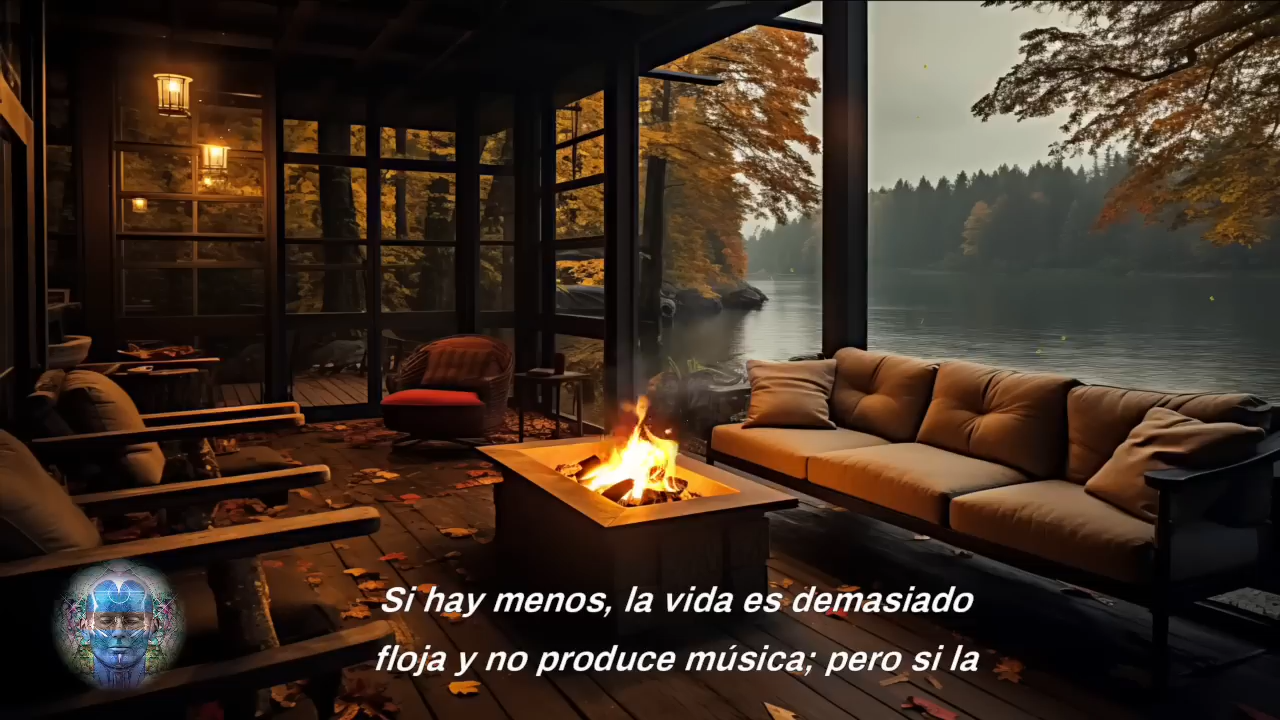 Si hay menos, la vida es demasiado
floja y no produce música; pero si la